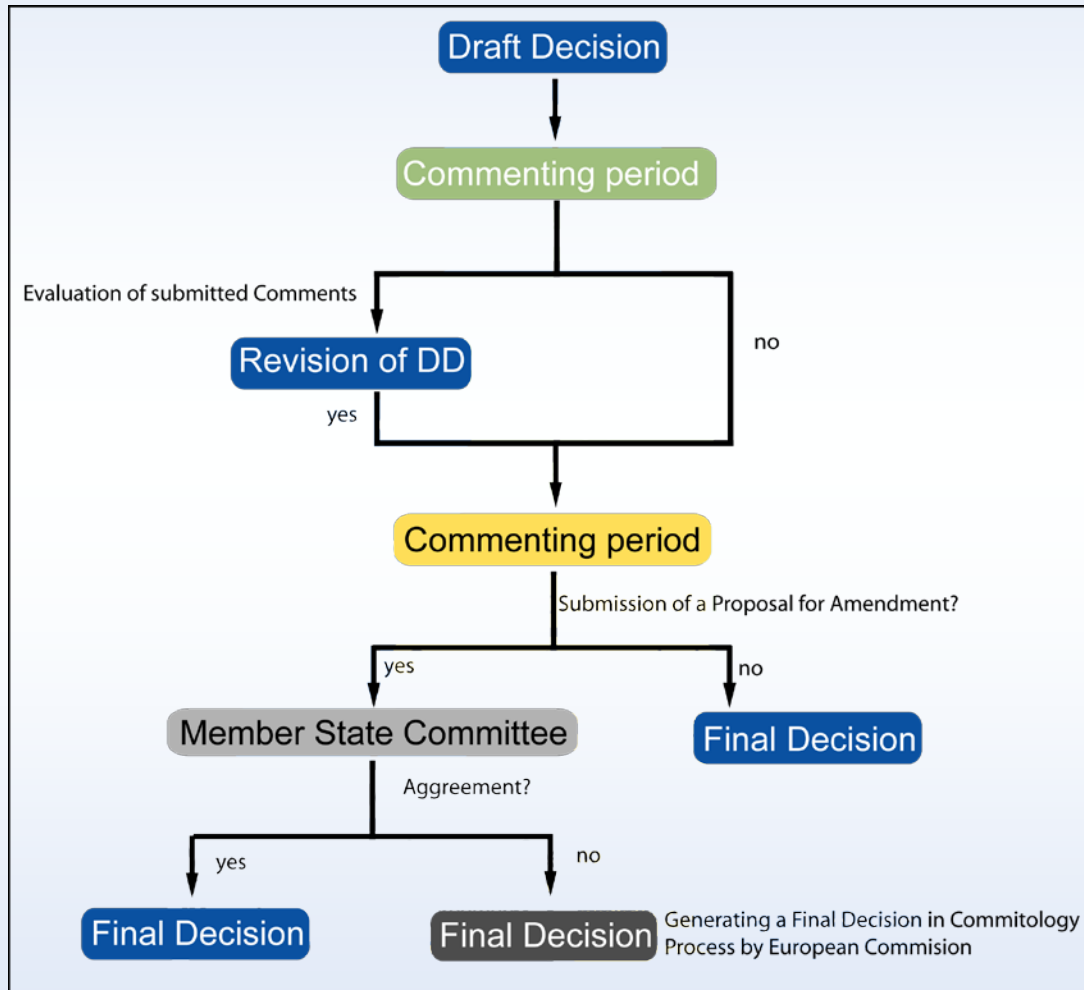 Draft Decision
Commenting period
Evaluation of submitted Comments
no
Revision of DD
yes
Commenting period
Submission of a Proposal for Amendment?
yes
no
Member State Committee
Final Decision
Aggreement?
yes
no
Final Decision
Final Decision
Generating a Final Decision in Commitology
Process by European Commision